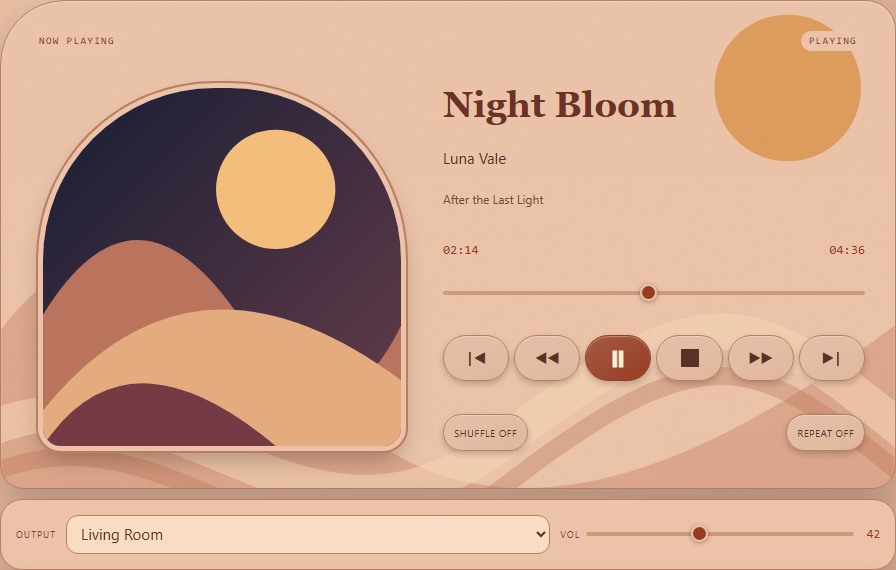 NOW PLAYING
PLAYING
Night Bloom
Luna Vale
After the Last Light
02:14
04:36
SHUFFLE OFF
REPEAT OFF
OUTPUT
Living Room
VOL
42